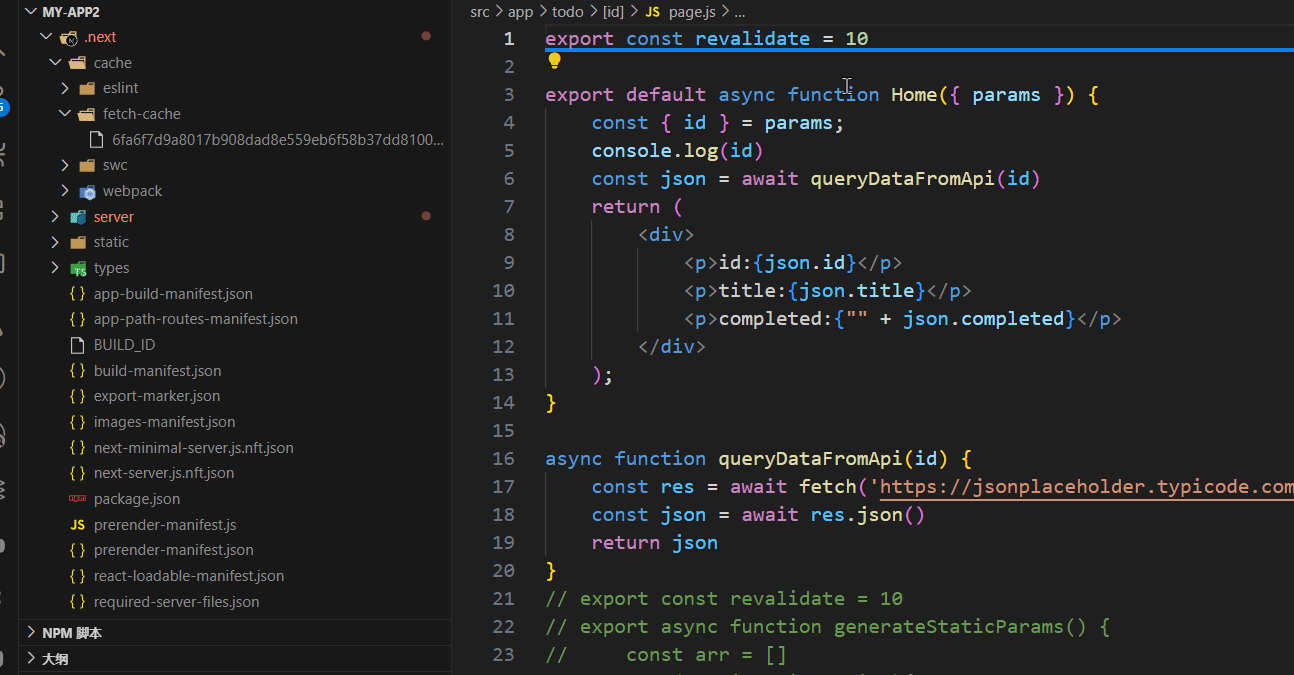 MY-APP2
.next
cache
eslint
fetch-cache
6fa6f7d9a8017b908dad8e559eb6f58b37dd8100...
swc
webpack
server
static
types
app-build-manifest.json
app-path-routes-manifest.json
BUILD_ID
build-manifest.json
export-marker.json
images-manifest.json
next-minimal-server.js.nft.json
next-server.js.nft.json
package.json
JS prerender-manifest.js
prerender-manifest.json
react-loadable-manifest.json
required-server-files.json
NPM 脚本
大纲
src > app > todo > [id] > JS page.js > ...
1 export const revalidate = 10
2
3 export default async function Home({ params }) {
4 const { id } = params;
5 console.log(id)
6 const json = await queryDataFromApi(id)
7 return (
8 <div>
9 <p>id:{json.id}</p>
10 <p>title:{json.title}</p>
11 <p>completed:{"" + json.completed}</p>
12 </div>
13 );
14 }
15
16 async function queryDataFromApi(id) {
17 const res = await fetch('https://jsonplaceholder.typicode.com
18 const json = await res.json()
19 return json
20 }
21 // export const revalidate = 10
22 // export async function generateStaticParams() {
23 // const arr = []